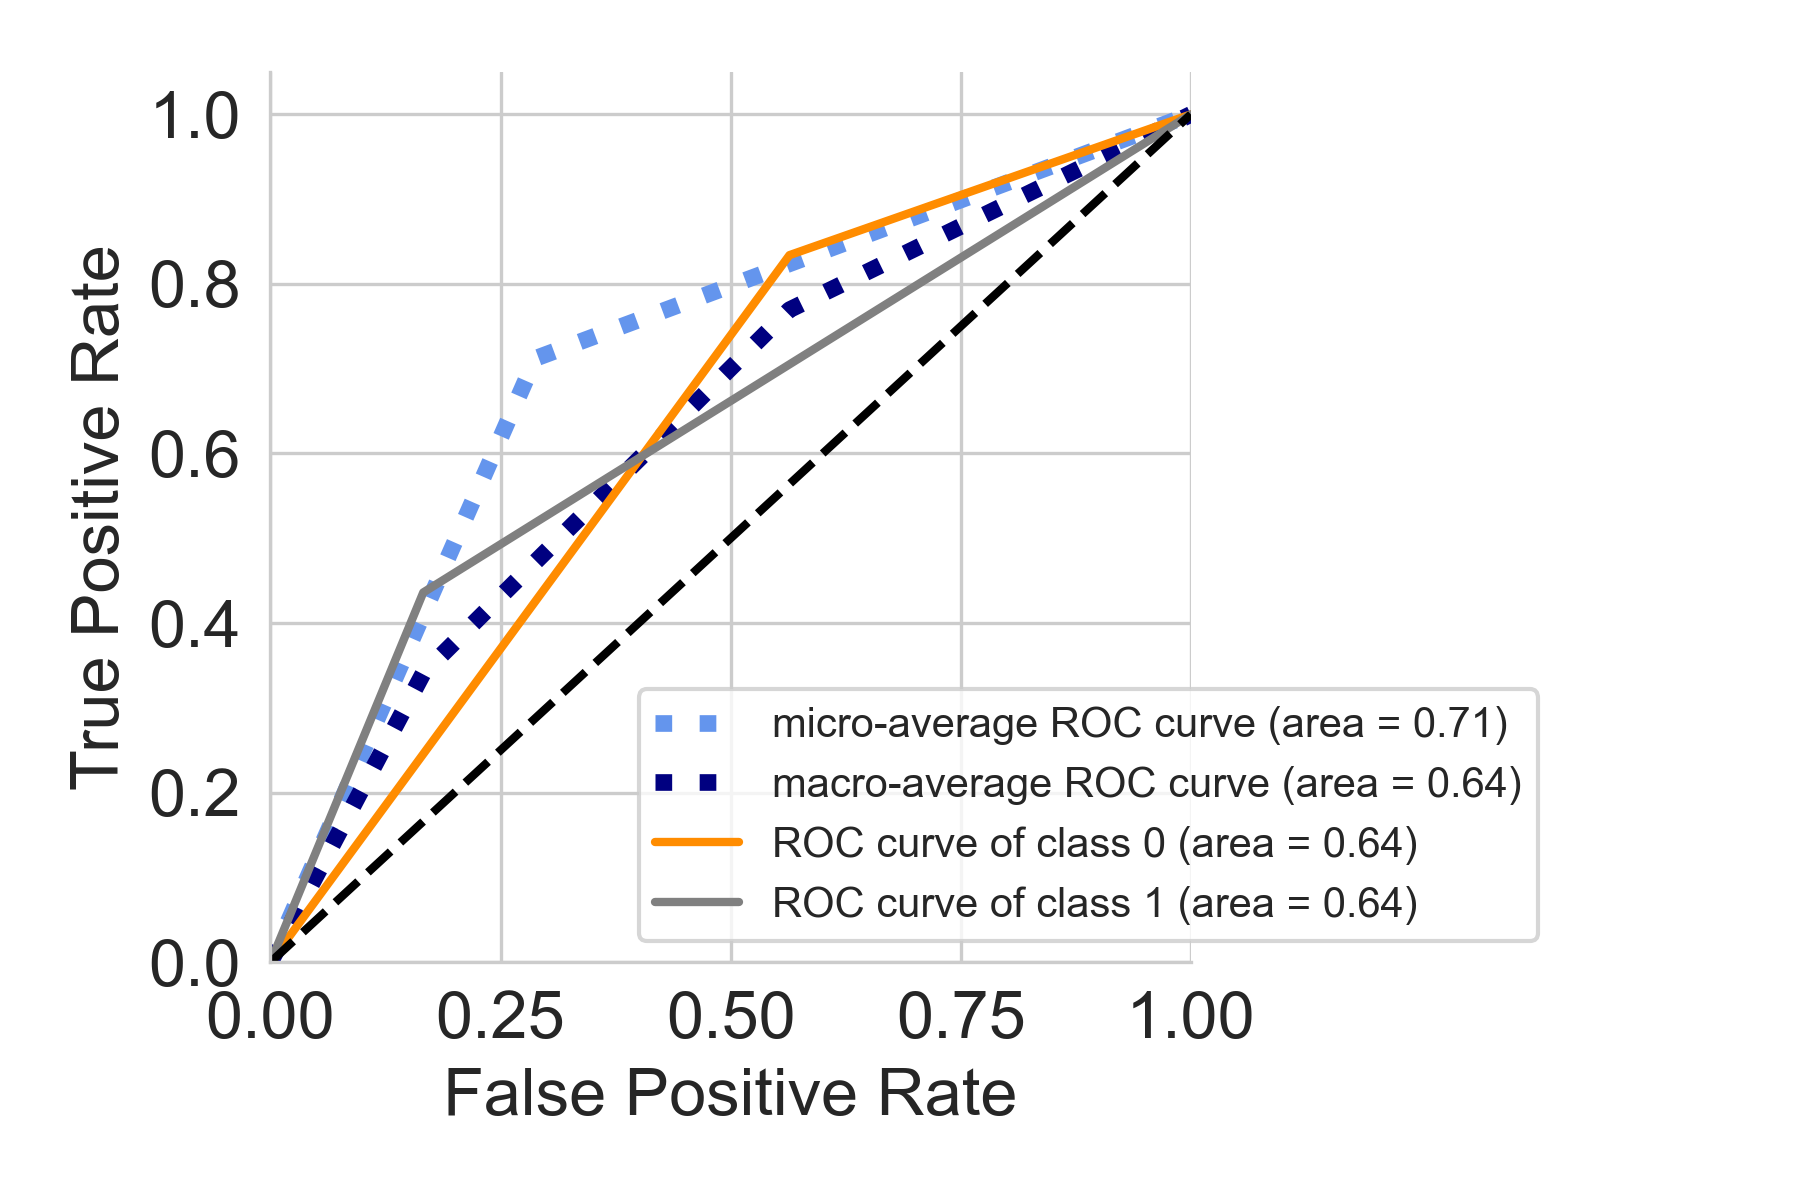 True Positive Rate
1.0
0.8
0.6
0.4
0.2
0.0
0.00 0.25 0.50 0.75 1.00
False Positive Rate
micro-average ROC curve (area = 0.71)
macro-average ROC curve (area = 0.64)
ROC curve of class 0 (area = 0.64)
ROC curve of class 1 (area = 0.64)